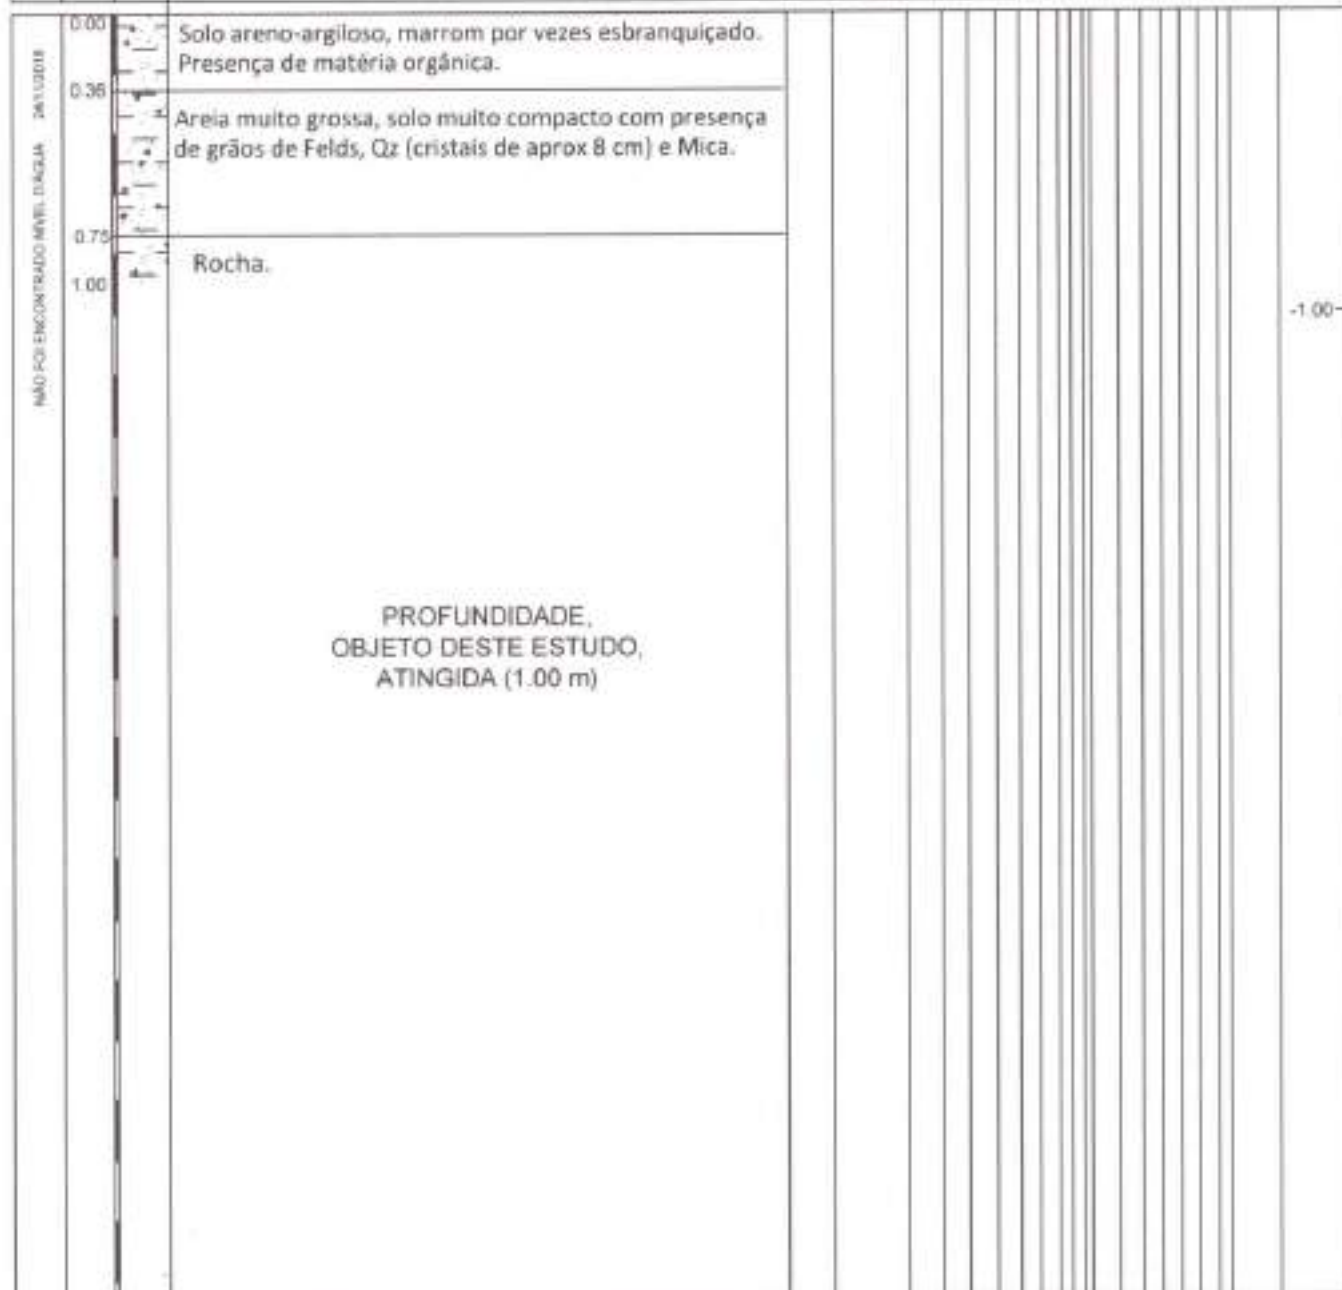 0.00
Solo areno-argiloso, marrom por vezes esbranquiçado.
Presença de matéria orgânica.
0.35
Areia muito grossa, solo muito compacto com presença
de grãos de Felds, Qz (cristais de aprox 8 cm) e Mica.
0.75
Rocha.
1.00
-1.00
NÃO FOI ENCONTRADO NÍVEL D'ÁGUA
PROFUNDIDADE,
OBJETO DESTE ESTUDO,
ATINGIDA (1.00 m)